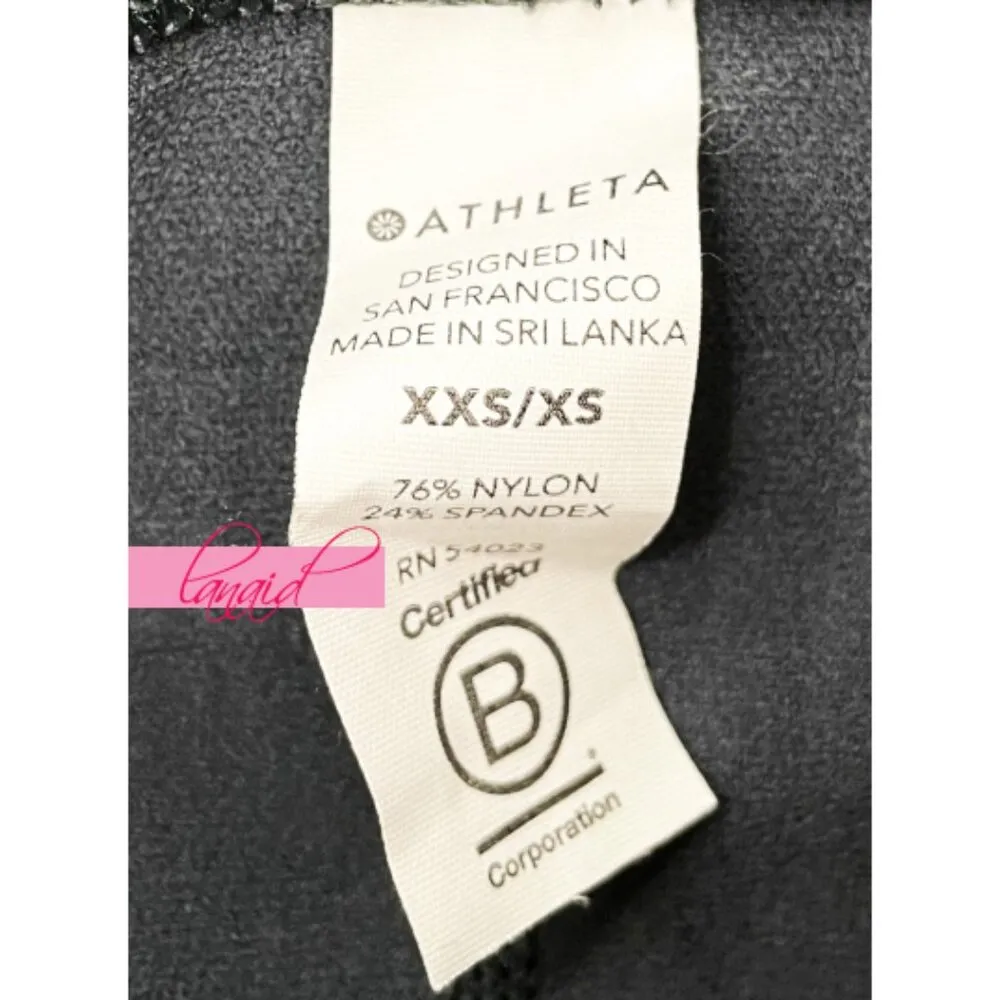 ATHLETA
DESIGNED IN
SAN FRANCISCO
MADE IN SRI LANKA
XXS/XS
76% NYLON
24% SPANDEX
RN 54023
lanaid
Certified
B
Corporation